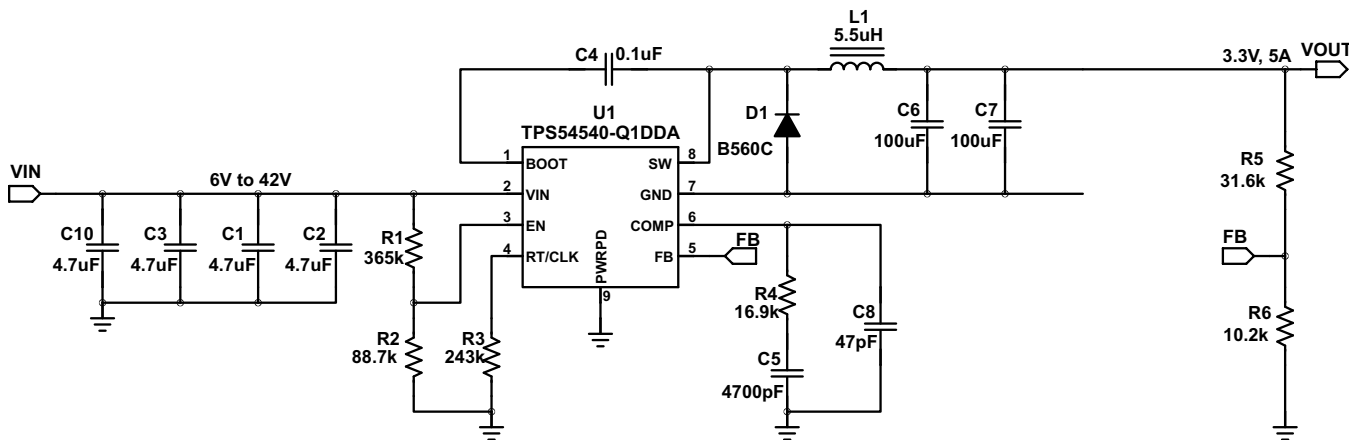 L1
5.5uH
C4 0.1uF
3.3V, 5A
VOUT
U1
TPS54540-Q1DDA
D1
B560C
C6
100uF
C7
100uF
1 BOOT
SW 8
2 VIN
GND 7
3 EN
COMP 6
4 RT/CLK
FB 5
PWRPD
9
FB
VIN
6V to 42V
C10
4.7uF
C3
4.7uF
C1
4.7uF
C2
4.7uF
R1
365k
R2
88.7k
R3
243k
R4
16.9k
C5
4700pF
C8
47pF
R5
31.6k
FB
R6
10.2k